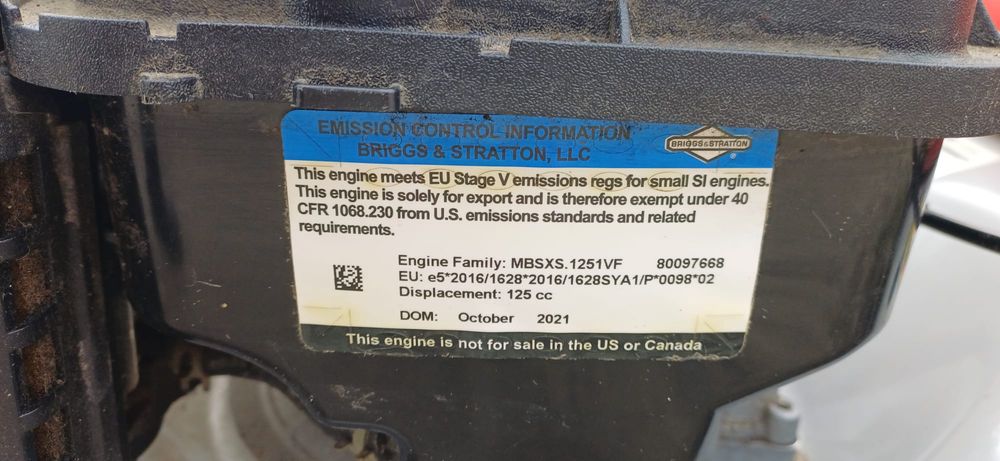 EMISSION CONTROL INFORMATION
BRIGGS & STRATTON, LLC
BRIGGS & STRATTON
®
This engine meets EU Stage V emissions regs for small SI engines.
This engine is solely for export and is therefore exempt under 40
CFR 1068.230 from U.S. emissions standards and related
requirements.
Engine Family: MBSXS.1251VF 80097668
EU: e5*2016/1628*2016/1628SYA1/P*0098*02
Displacement: 125 cc
DOM: October 2021
This engine is not for sale in the US or Canada